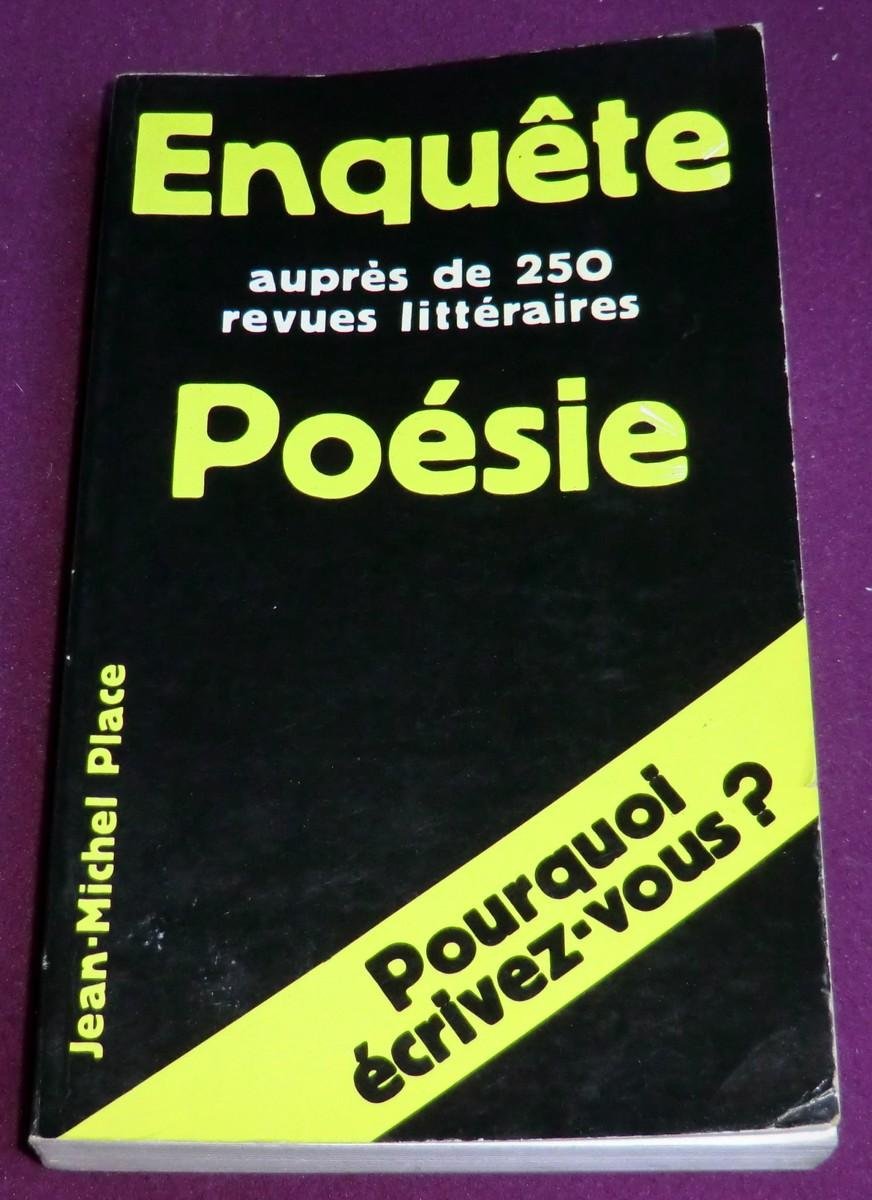 Enquête
auprès de 250
revues littéraires
Poésie
Jean-Michel Place
Pourquoi
écrivez-vous ?